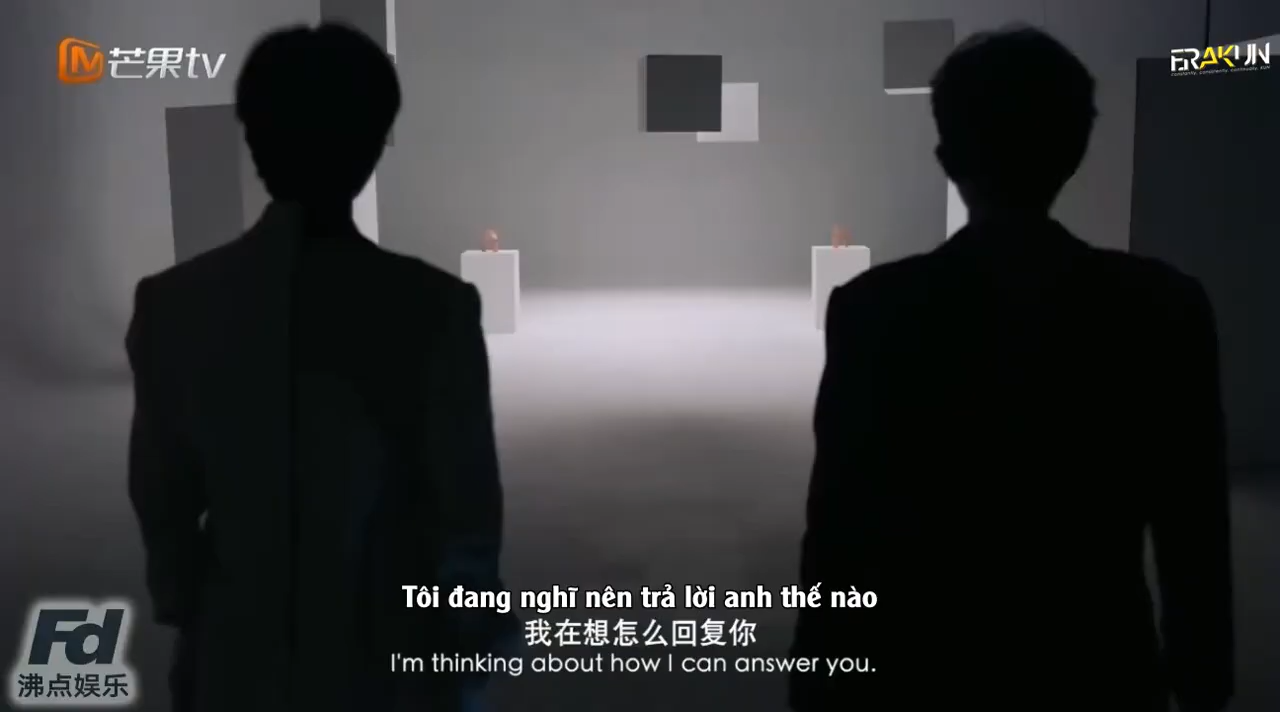 芒果tv
ERAKUN
Tôi đang nghĩ nên trả lời anh thế nào
我在想怎么回复你
I'm thinking about how I can answer you.
Fd
沸点娱乐